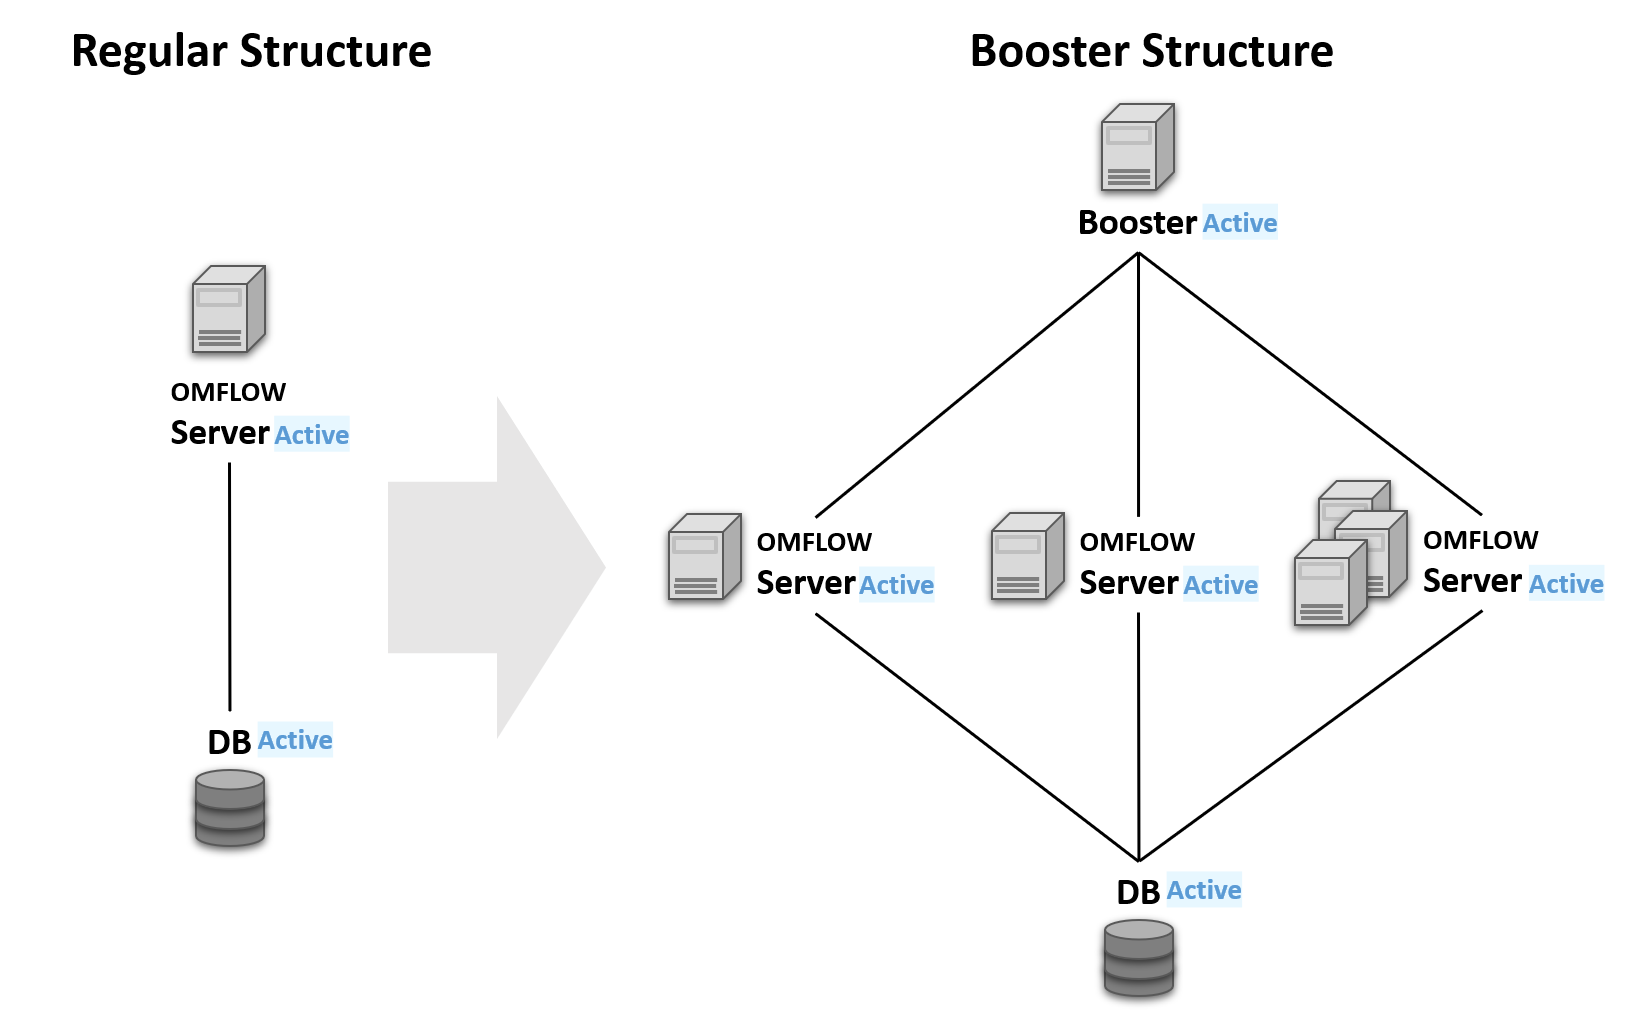 Regular Structure
Booster Structure
Booster Active
OMFLOW
Server Active
DB Active
OMFLOW
Server Active
OMFLOW
Server Active
OMFLOW
Server Active
DB Active